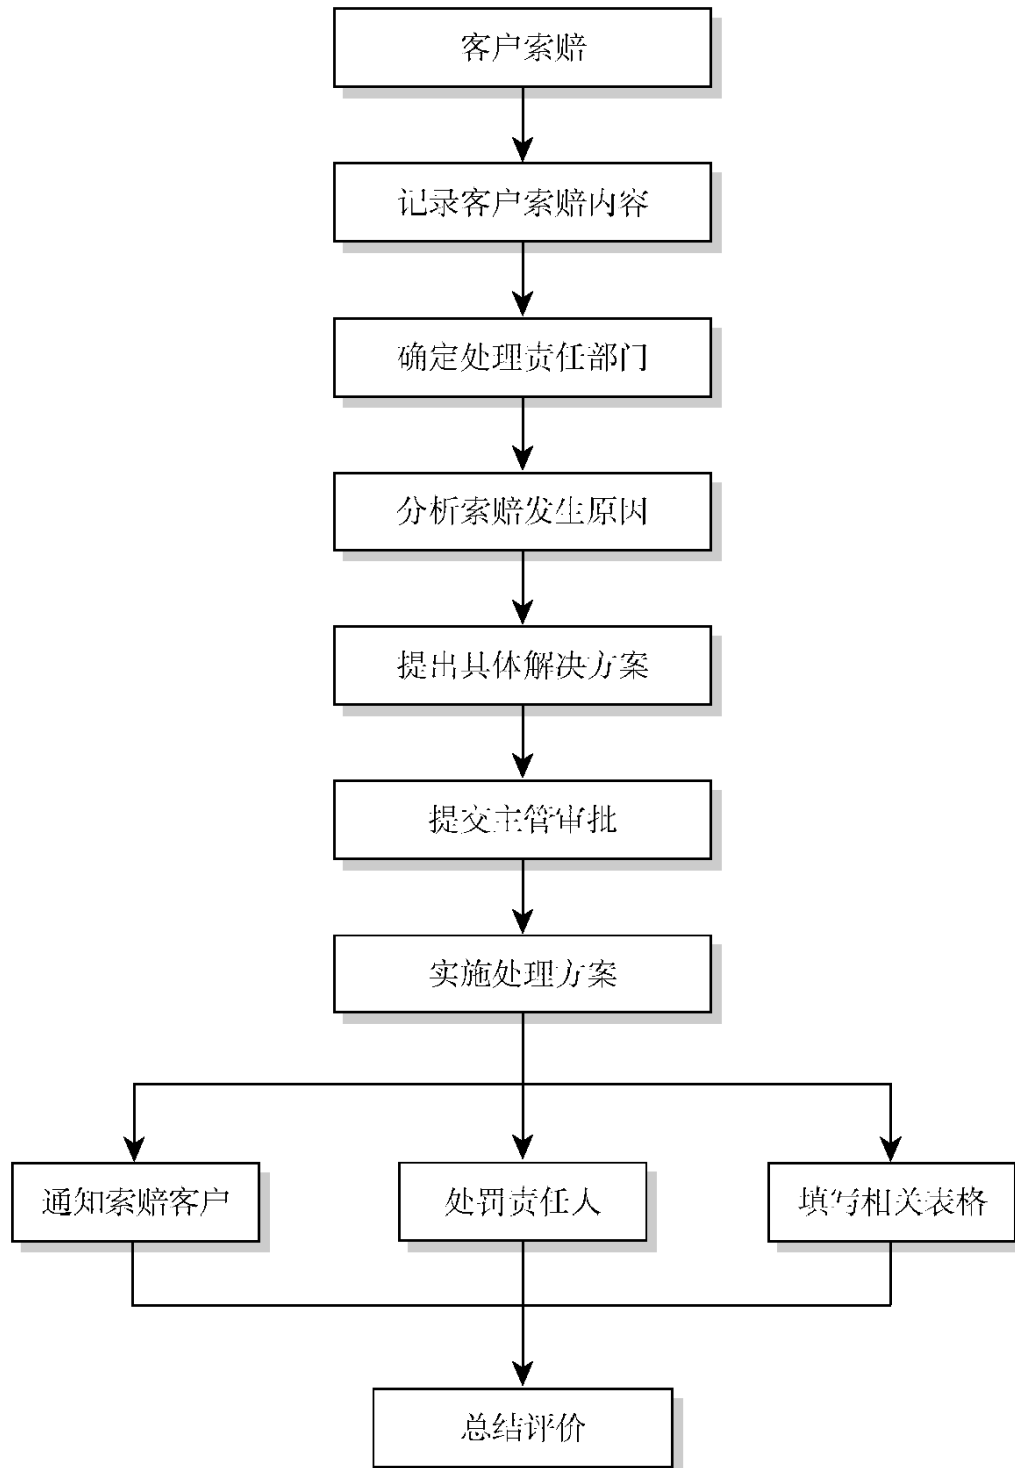 客户索赔
记录客户索赔内容
确定处理责任部门
分析索赔发生原因
提出具体解决方案
提交主管审批
实施处理方案
通知索赔客户
处罚责任人
填写相关表格
总结评价